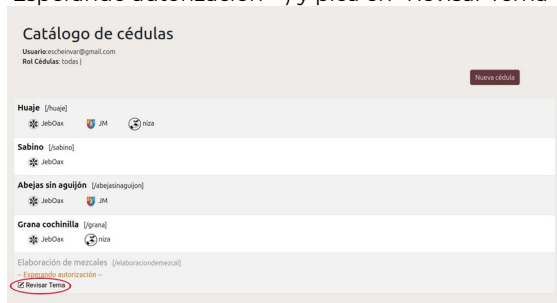 Esperando autorización – , y pica en "Revisar Tema
Catálogo de cédulas
Usuario:escheinvar@gmail.com
Rol Cédulas: todas |
Nueva cédula
Huaje [/huaje]
JebOax JM niza
Sabino [/sabino]
JebOax
Abejas sin aguijón [/abejasinaguijon]
JebOax JM
Grana cochinilla [/grana]
JebOax niza
Elaboración de mezcales [/elaboraciondemezcal]
-- Esperando autorización --
Revisar Tema